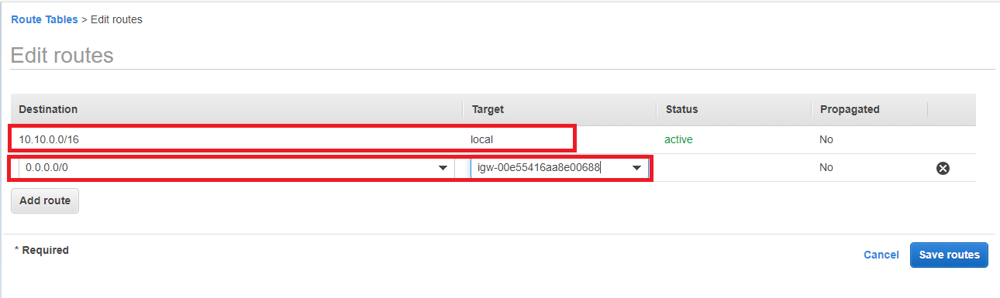 Route Tables > Edit routes
Edit routes
Destination Target Status Propagated
10.10.0.0/16 local active No
0.0.0.0/0 igw-00e55416aa8e00688 No
Add route
* Required
Cancel Save routes